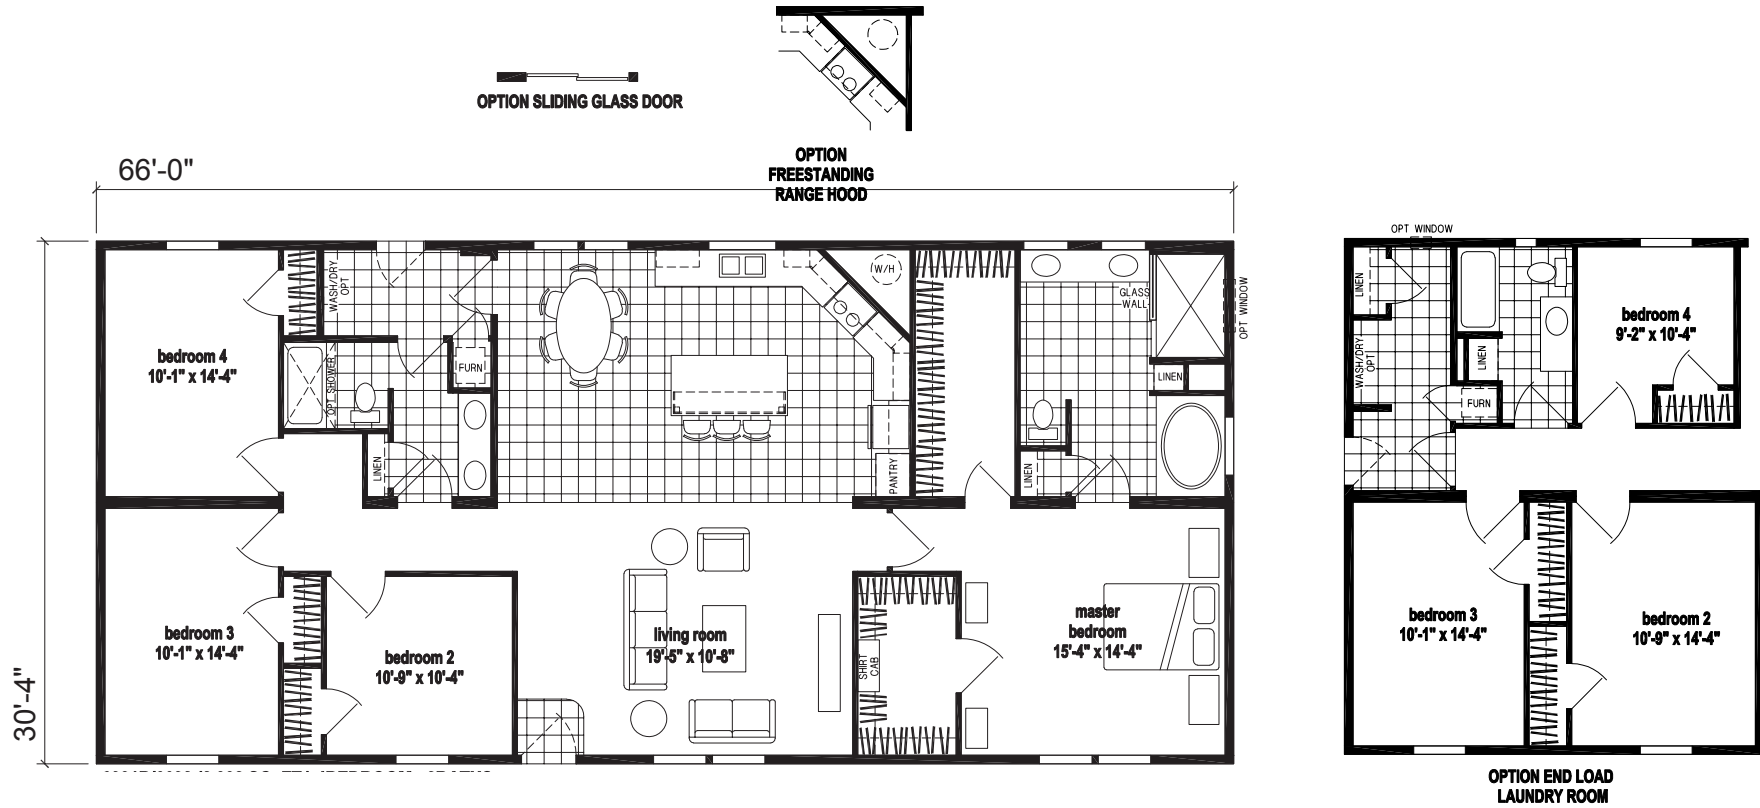 OPTION SLIDING GLASS DOOR
OPTION
FREESTANDING
RANGE HOOD
66'-0"
30'-4"
bedroom 4
10'-1" x 14'-4"
WASH/DRY
OPT
OPT SHOWER
FURN
LINEN
W/H
PANTRY
GLASS
WALL
OPT WINDOW
LINEN
LINEN
bedroom 3
10'-1" x 14'-4"
bedroom 2
10'-9" x 10'-4"
living room
19'-5" x 10'-8"
SHIRT
CAB
master
bedroom
15'-4" x 14'-4"
OPT WINDOW
LINEN
WASH/DRY
OPT
LINEN
FURN
bedroom 4
9'-2" x 10'-4"
bedroom 3
10'-1" x 14'-4"
bedroom 2
10'-9" x 14'-4"
OPTION END LOAD
LAUNDRY ROOM